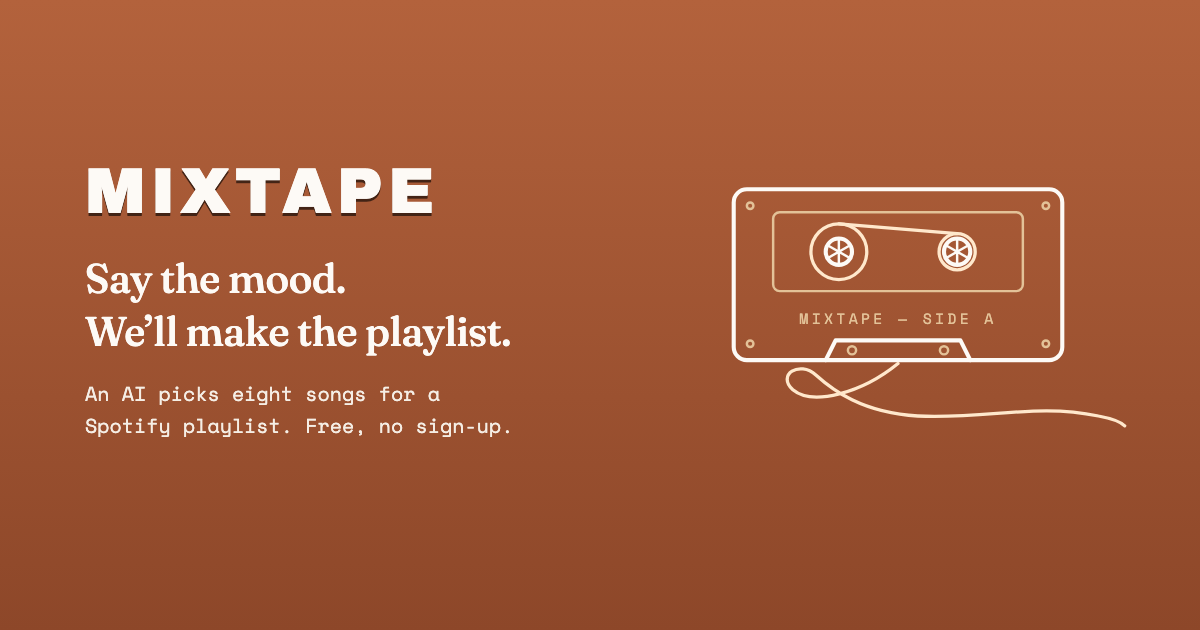 MIXTAPE
Say the mood.
We’ll make the playlist.
An AI picks eight songs for a
Spotify playlist. Free, no sign-up.
MIXTAPE – SIDE A